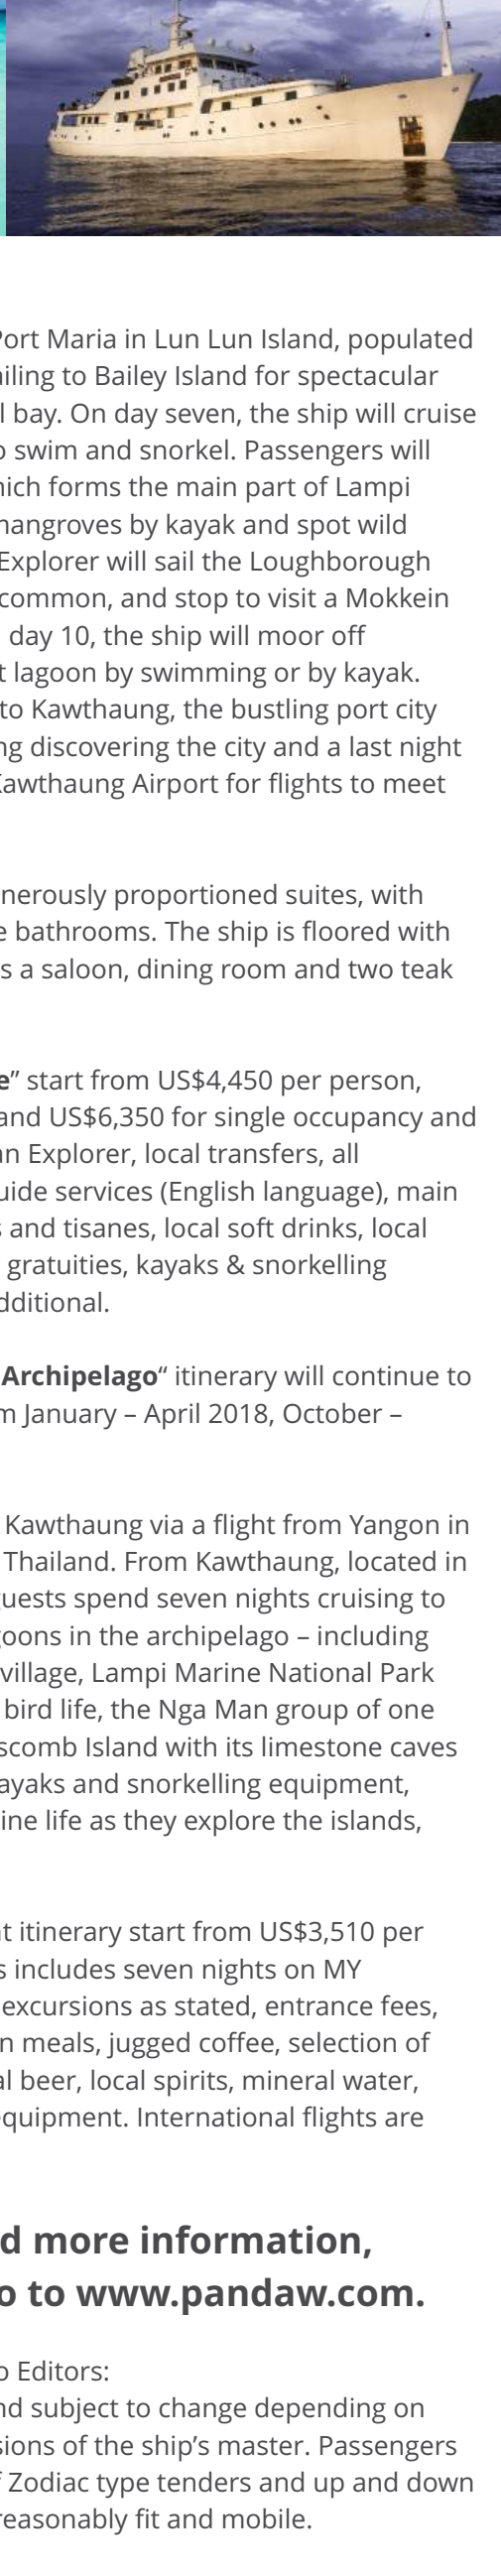 Port Maria in Lun Lun Island, populated
iling to Bailey Island for spectacular
l bay. On day seven, the ship will cruise
o swim and snorkel. Passengers will
hich forms the main part of Lampi
mangroves by kayak and spot wild
Explorer will sail the Loughborough
common, and stop to visit a Mokkein
day 10, the ship will moor off
t lagoon by swimming or by kayak.
to Kawthaung, the bustling port city
ng discovering the city and a last night
Kawthaung Airport for flights to meet
nerously proportioned suites, with
e bathrooms. The ship is floored with
s a saloon, dining room and two teak
e” start from US$4,450 per person,
and US$6,350 for single occupancy and
an Explorer, local transfers, all
uide services (English language), main
s and tisanes, local soft drinks, local
gratuities, kayaks & snorkelling
dditional.
Archipelago“ itinerary will continue to
m January – April 2018, October –
Kawthaung via a flight from Yangon in
Thailand. From Kawthaung, located in
guests spend seven nights cruising to
goons in the archipelago – including
village, Lampi Marine National Park
bird life, the Nga Man group of one
scomb Island with its limestone caves
ayaks and snorkelling equipment,
ine life as they explore the islands,
t itinerary start from US$3,510 per
s includes seven nights on MY
excursions as stated, entrance fees,
n meals, jugged coffee, selection of
al beer, local spirits, mineral water,
equipment. International flights are
d more information,
o to www.pandaw.com.
o Editors:
nd subject to change depending on
sions of the ship’s master. Passengers
f Zodiac type tenders and up and down
reasonably fit and mobile.